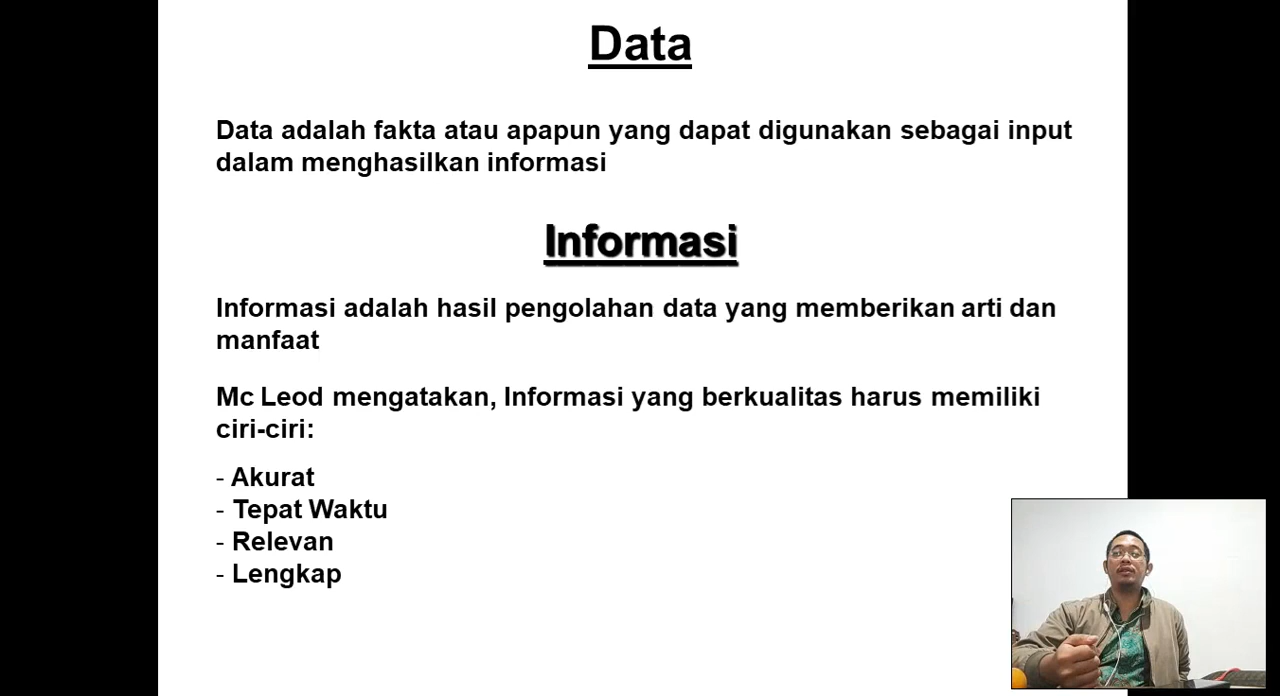 Data
Data adalah fakta atau apapun yang dapat digunakan sebagai input
dalam menghasilkan informasi
Informasi
Informasi adalah hasil pengolahan data yang memberikan arti dan
manfaat
Mc Leod mengatakan, Informasi yang berkualitas harus memiliki
ciri-ciri:
- Akurat
- Tepat Waktu
- Relevan
- Lengkap